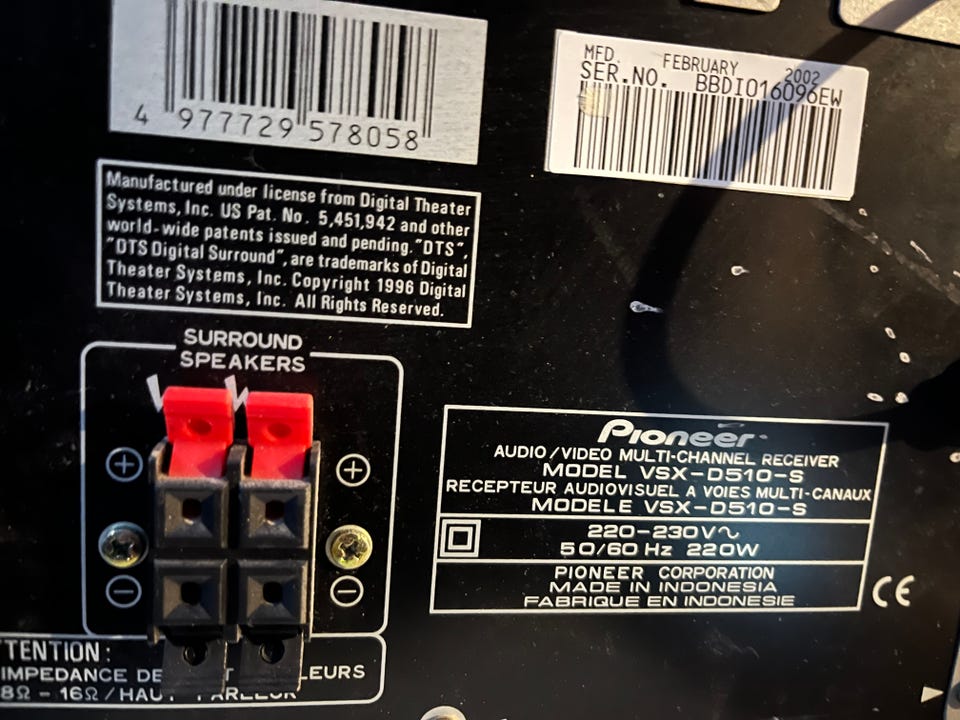 4 977729 578058
MFD. FEBRUARY 2002
SER.NO. BBDI016096EW
Manufactured under license from Digital Theater
Systems, Inc. US Pat. No. 5,451,942 and other
world-wide patents issued and pending. "DTS",
"DTS Digital Surround", are trademarks of Digital
Theater Systems, Inc. Copyright 1996 Digital
Theater Systems, Inc. All Rights Reserved.
SURROUND
SPEAKERS
+ +
− −
Pioneer
AUDIO/VIDEO MULTI-CHANNEL RECEIVER
MODEL VSX-D510-S
RECEPTEUR AUDIOVISUEL A VOIES MULTI-CANAUX
MODELE VSX-D510-S
220-230V~
50/60 Hz 220W
PIONEER CORPORATION
MADE IN INDONESIA
FABRIQUE EN INDONESIE
CE
TTENTION:
IMPEDANCE DE
8Ω - 16Ω/HAU PARLEUR